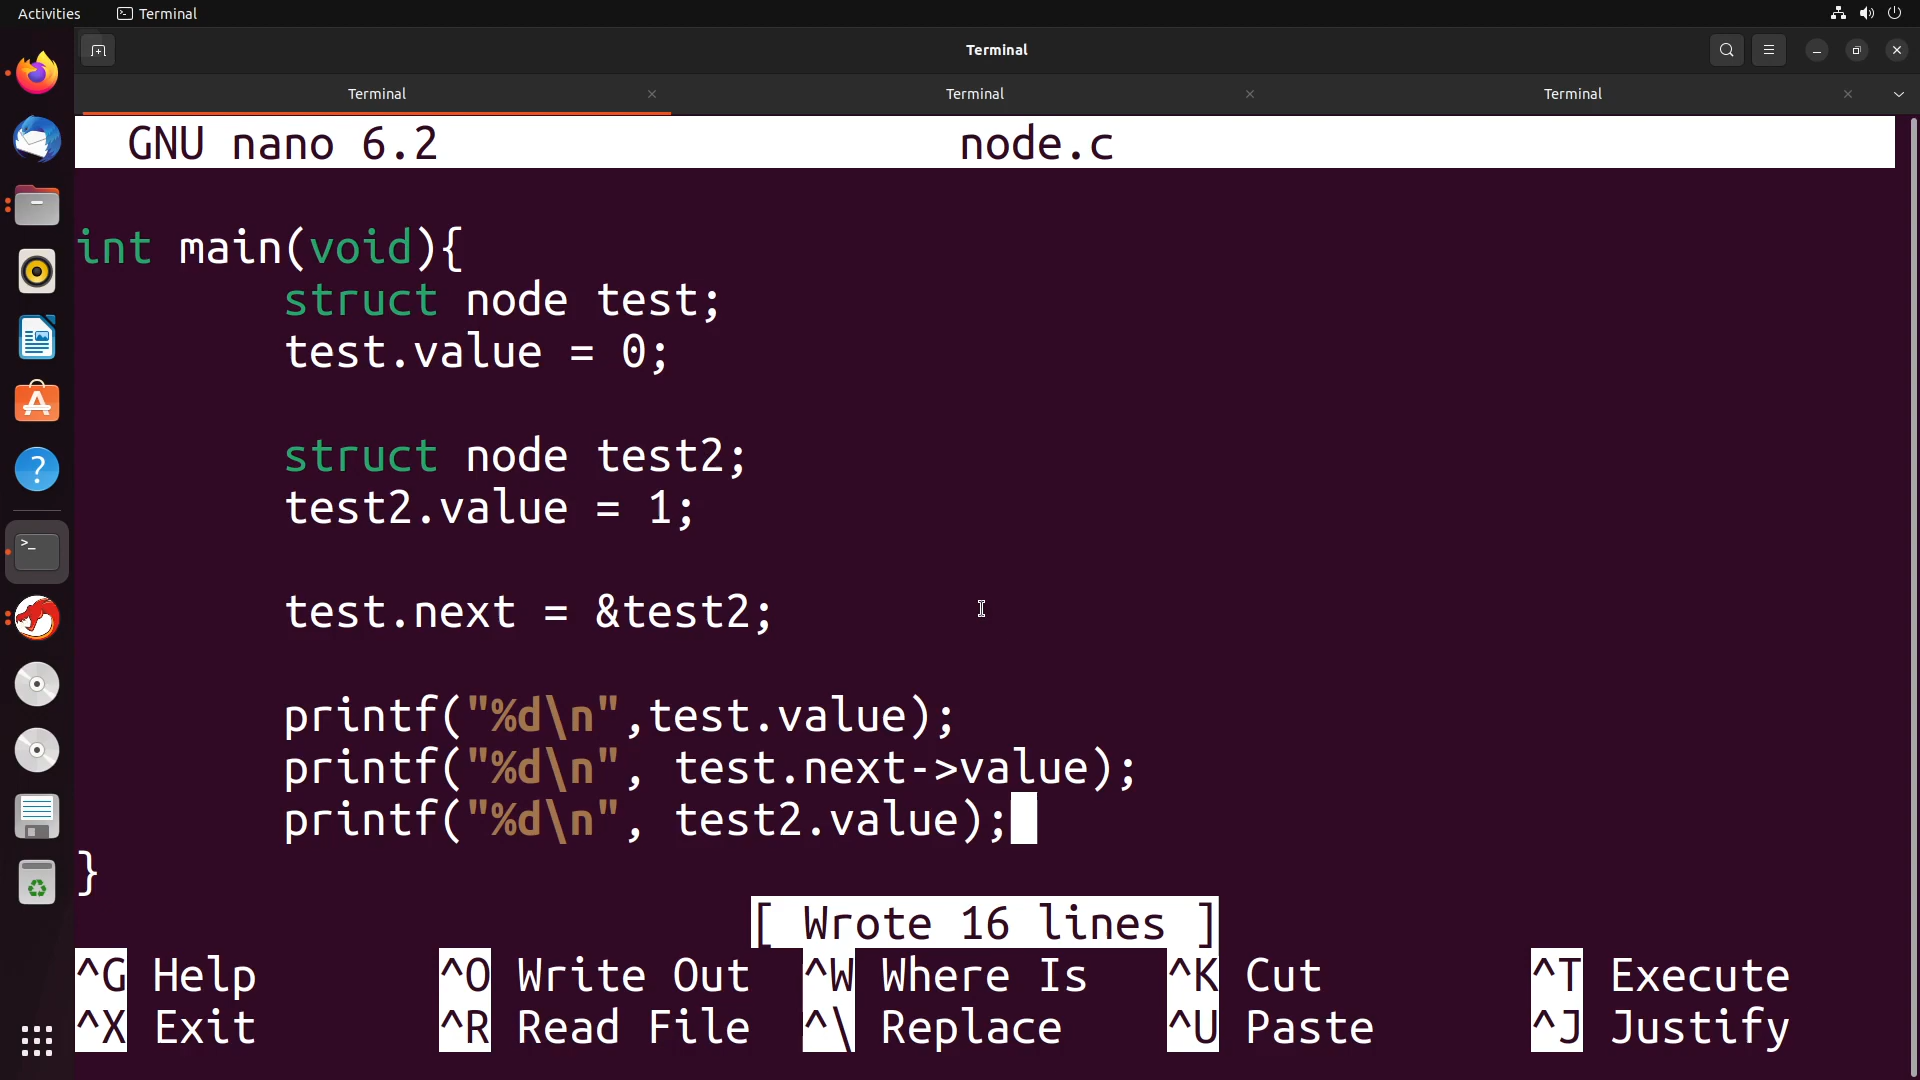 Activities Terminal
Terminal
Terminal Terminal Terminal
GNU nano 6.2 node.c
int main(void){
struct node test;
test.value = 0;
struct node test2;
test2.value = 1;
test.next = &test2;
printf("%d\n",test.value);
printf("%d\n", test.next->value);
printf("%d\n", test2.value);
}
[ Wrote 16 lines ]
^G Help ^O Write Out ^W Where Is ^K Cut ^T Execute
^X Exit ^R Read File ^\ Replace ^U Paste ^J Justify